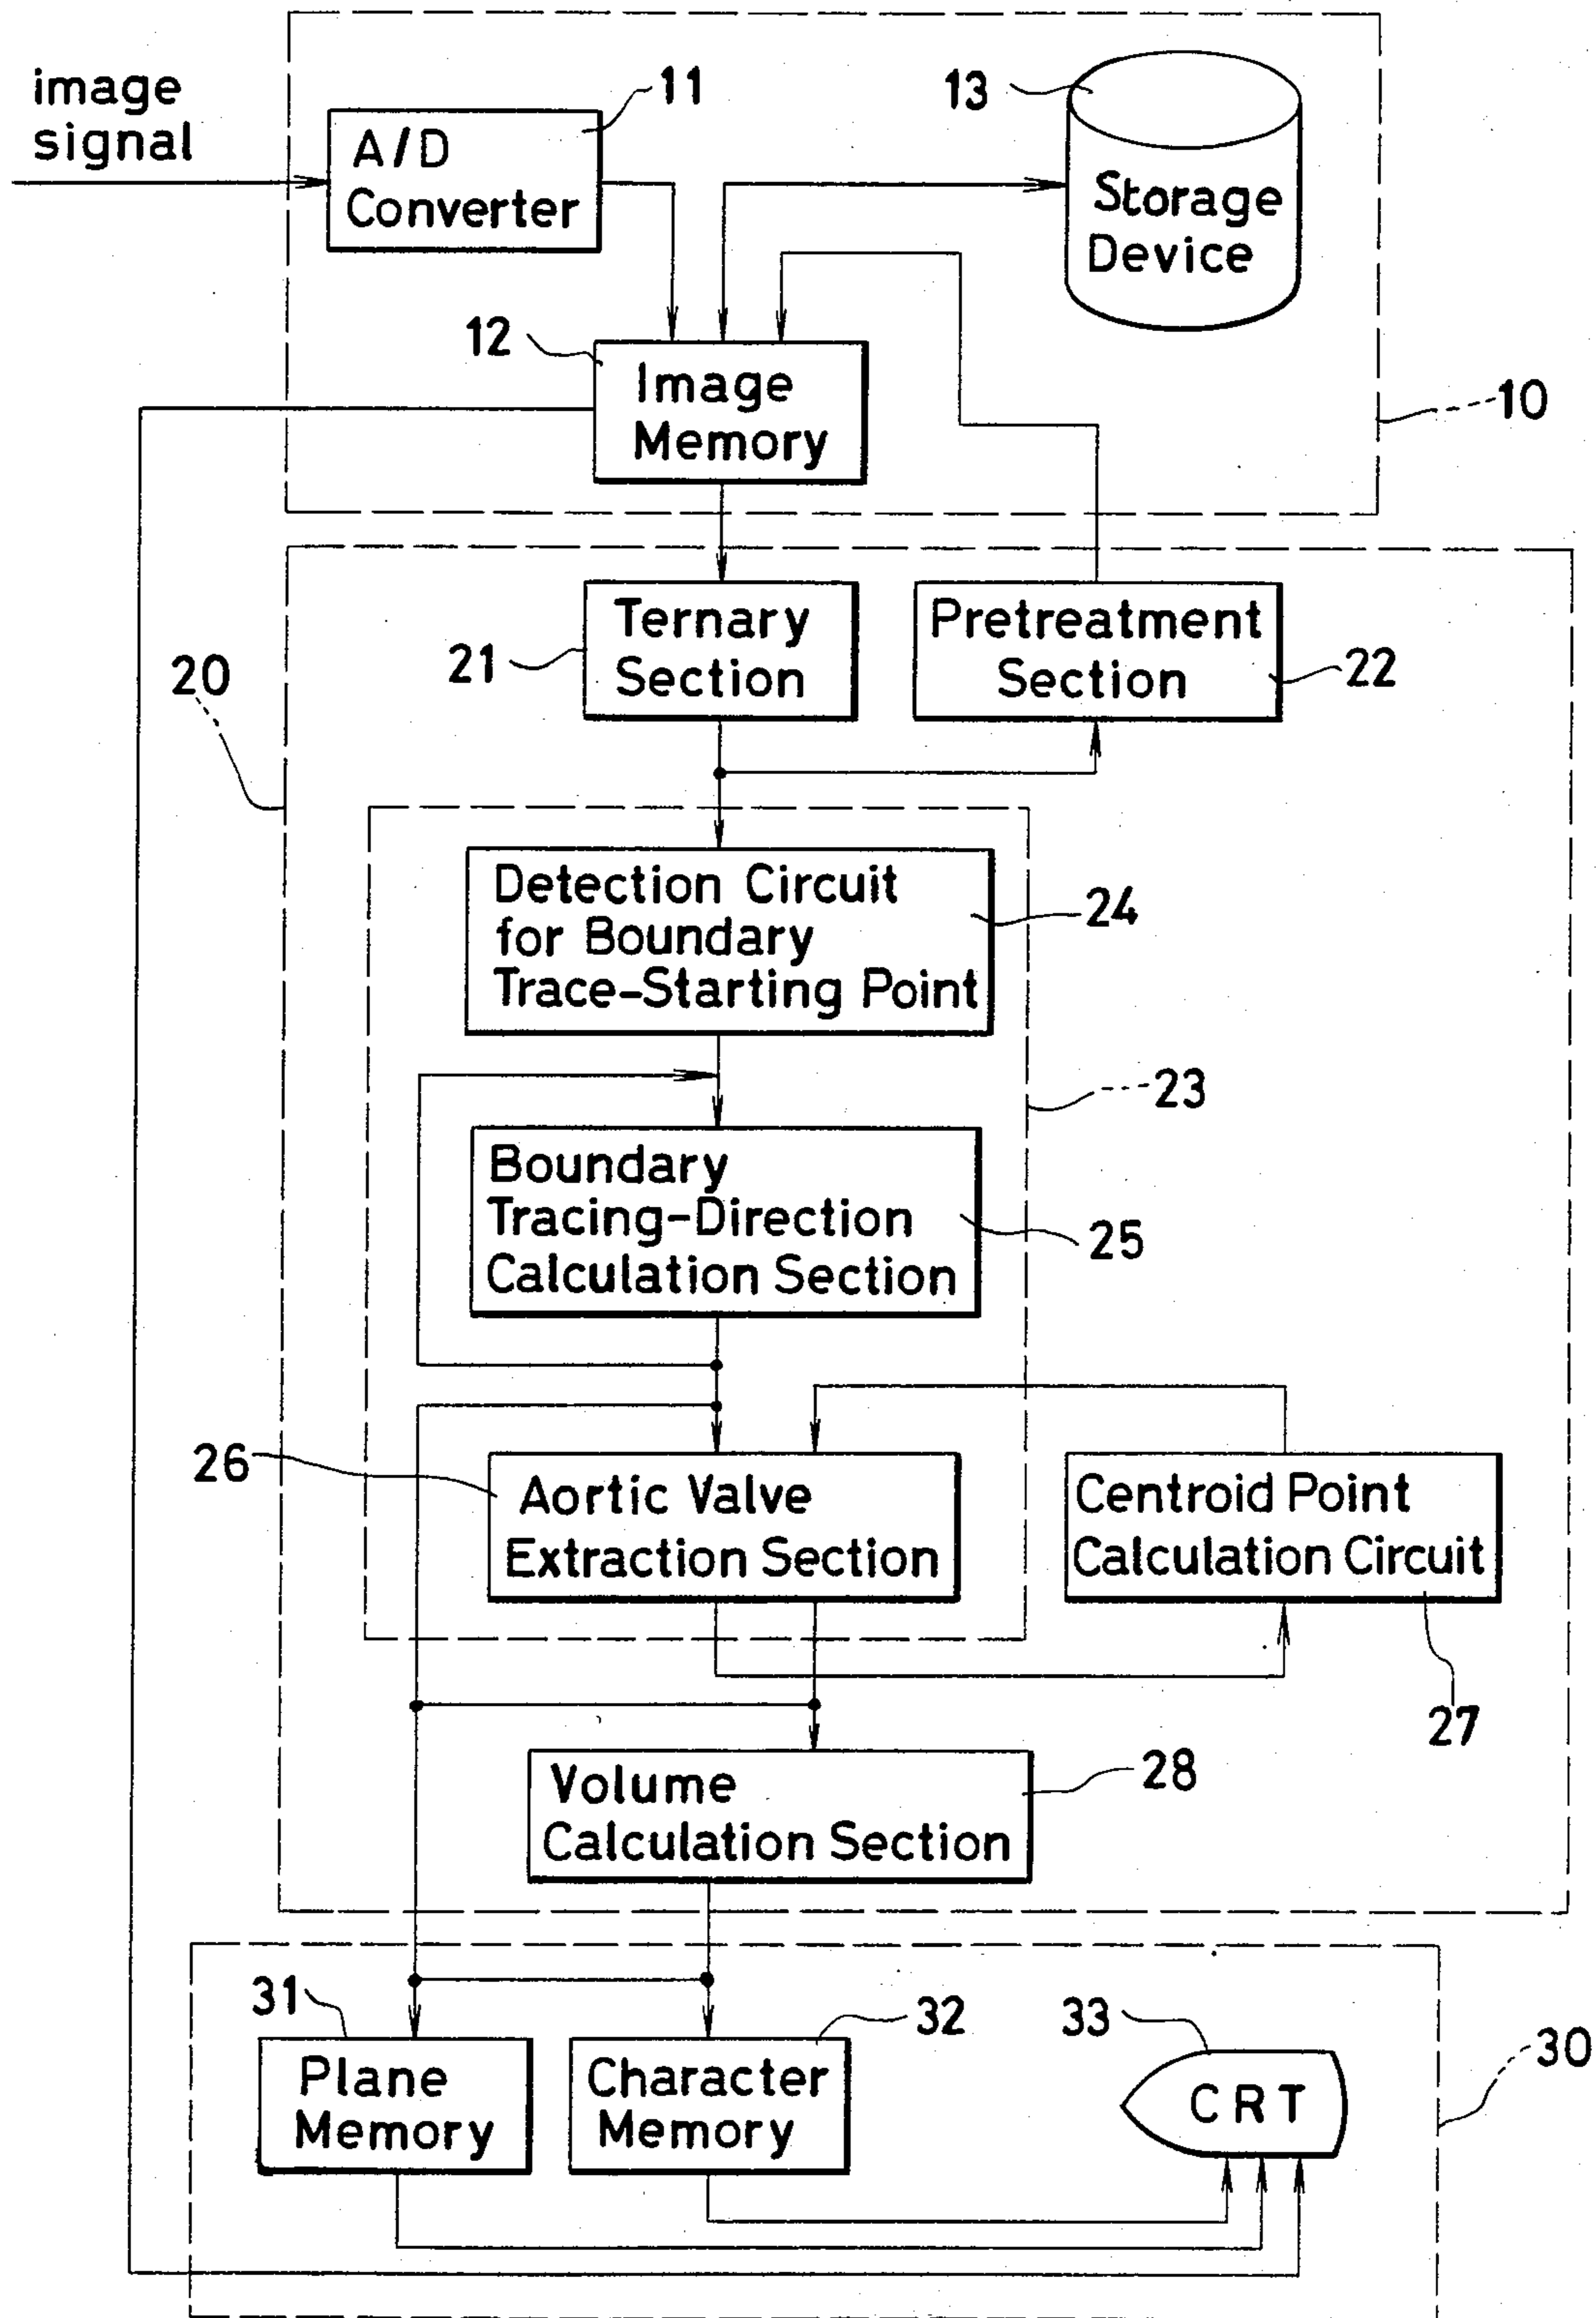 image
signal
11
A/D
Converter
13
Storage
Device
12
Image
Memory
10
Ternary
Section
21
Pretreatment
Section
22
20
Detection Circuit
for Boundary
Trace-Starting Point
24
23
Boundary
Tracing-Direction
Calculation Section
25
26
Aortic Valve
Extraction Section
Centroid Point
Calculation Circuit
27
Volume
Calculation Section
28
31
Plane
Memory
32
Character
Memory
33
CRT
30